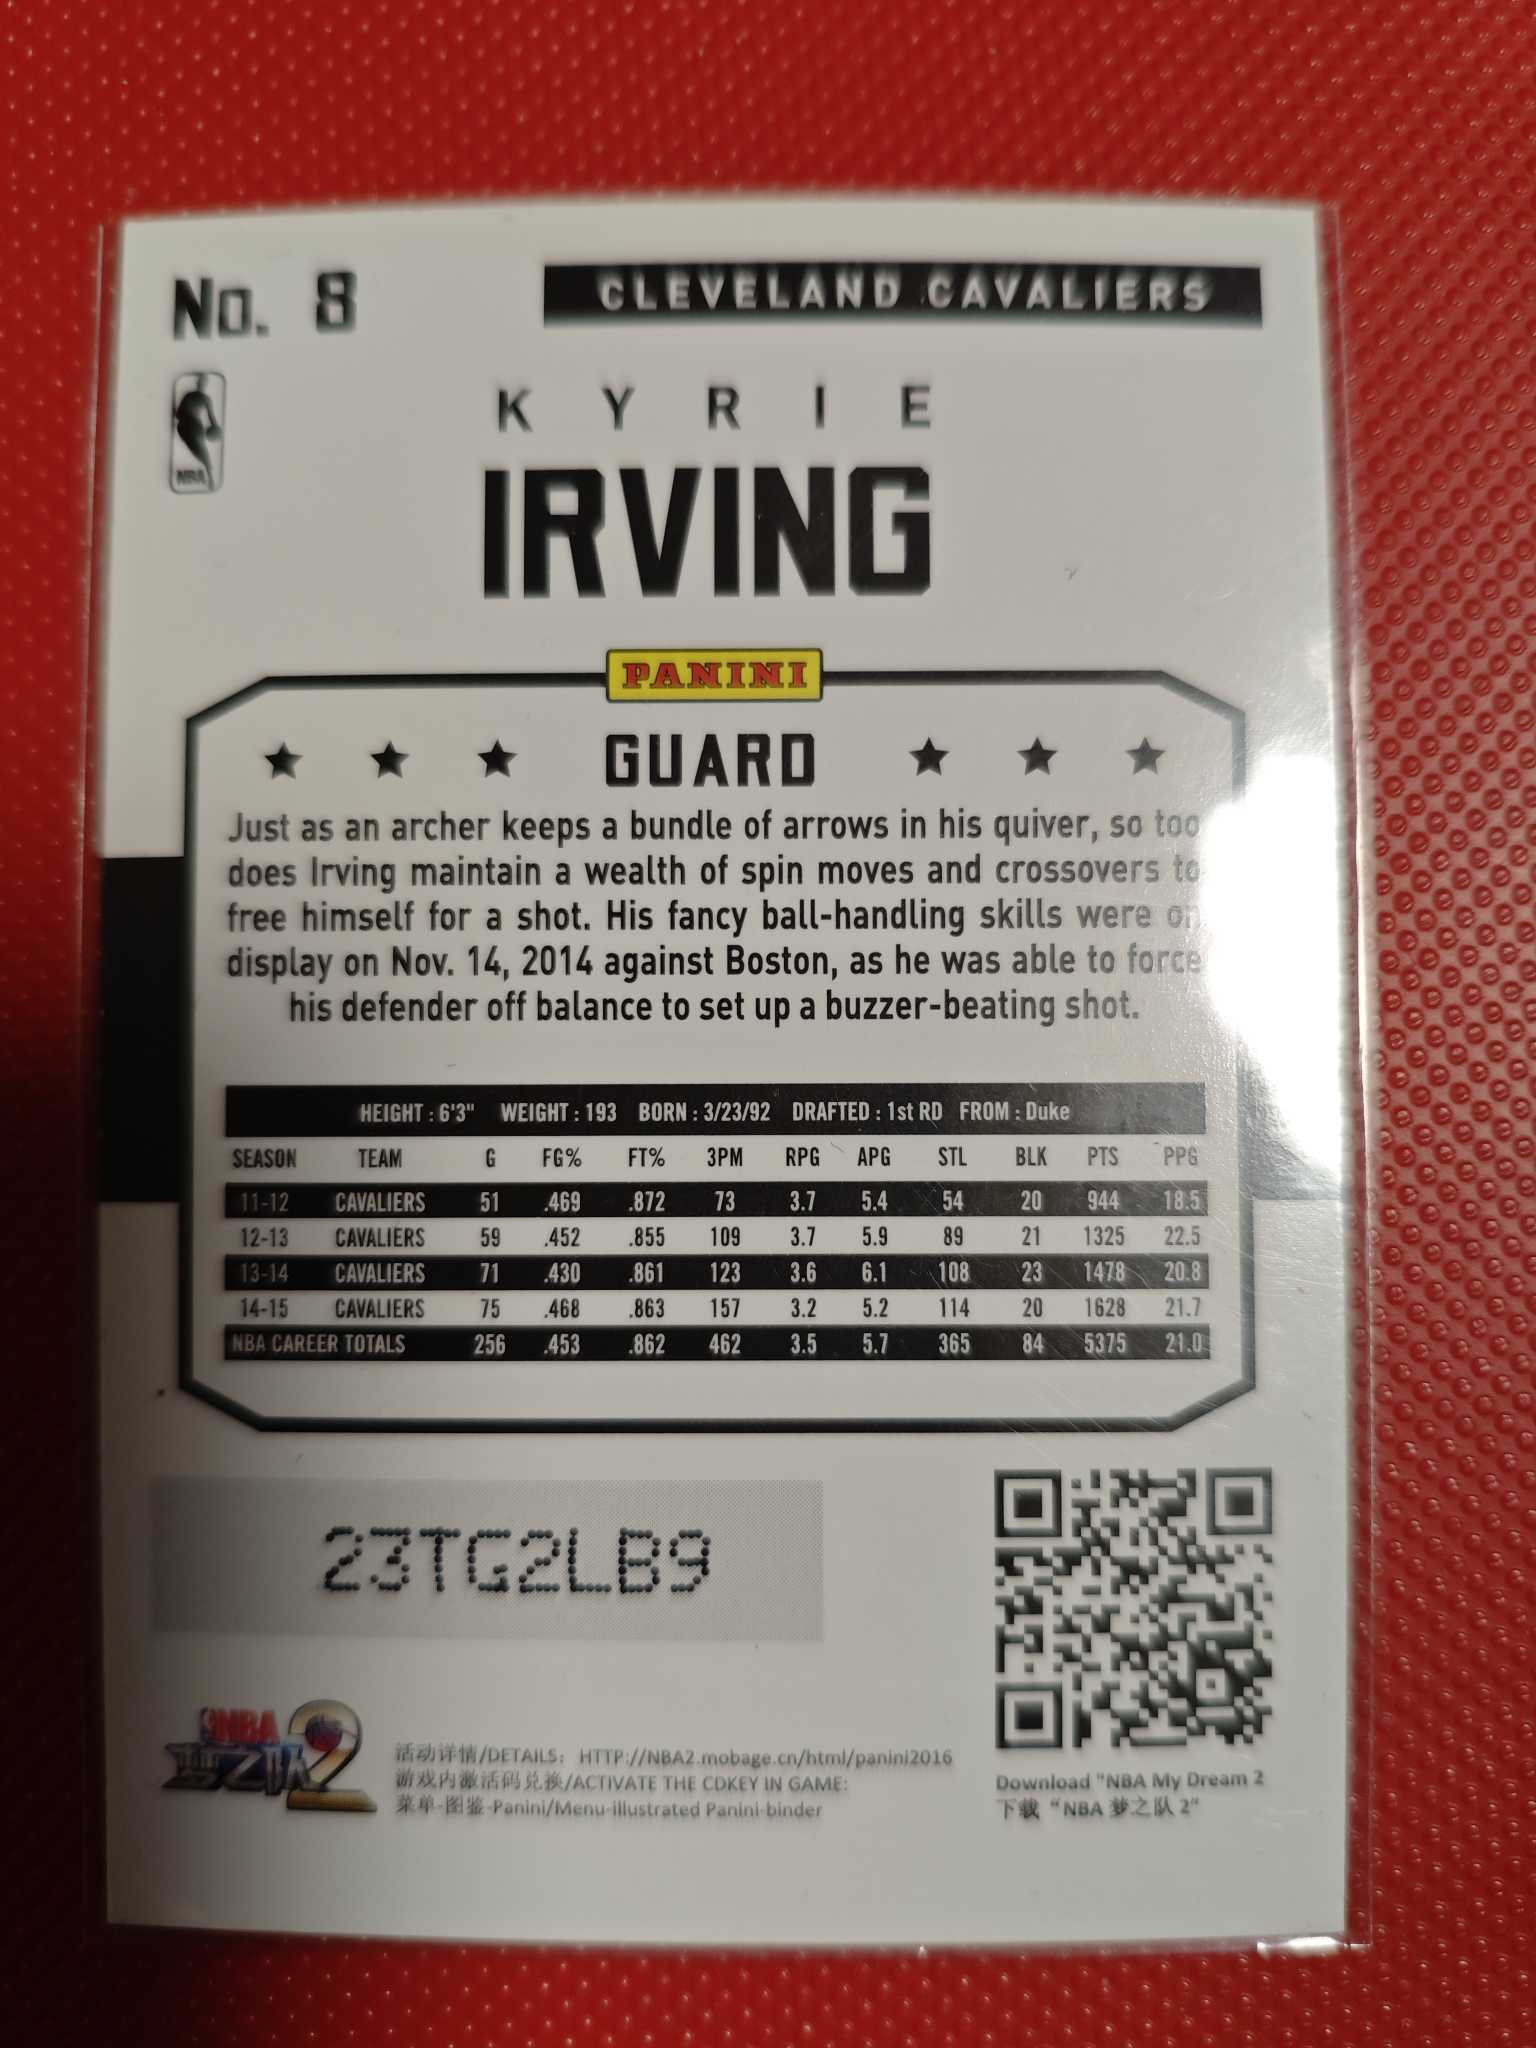 No. 8
CLEVELAND CAVALIERS
NBA
KYRIE
IRVING
PANINI
★ ★ ★ GUARD ★ ★ ★
Just as an archer keeps a bundle of arrows in his quiver, so too
does Irving maintain a wealth of spin moves and crossovers to
free himself for a shot. His fancy ball-handling skills were on
display on Nov. 14, 2014 against Boston, as he was able to force
his defender off balance to set up a buzzer-beating shot.
HEIGHT : 6'3" WEIGHT : 193 BORN : 3/23/92 DRAFTED : 1st RD FROM : Duke
SEASON TEAM G FG% FT% 3PM RPG APG STL BLK PTS PPG
11-12 CAVALIERS 51 .469 .872 73 3.7 5.4 54 20 944 18.5
12-13 CAVALIERS 59 .452 .855 109 3.7 5.9 89 21 1325 22.5
13-14 CAVALIERS 71 .430 .861 123 3.6 6.1 108 23 1478 20.8
14-15 CAVALIERS 75 .468 .863 157 3.2 5.2 114 20 1628 21.7
NBA CAREER TOTALS 256 .453 .862 462 3.5 5.7 365 84 5375 21.0
23TG2LB9
NBA
梦之队2
活动详情/DETAILS: HTTP://NBA2.mobage.cn/html/panini2016
游戏内激活码兑换/ACTIVATE THE CDKEY IN GAME:
菜单-图鉴-Panini/Menu-illustrated Panini-binder
Download "NBA My Dream 2
下载 "NBA 梦之队 2"